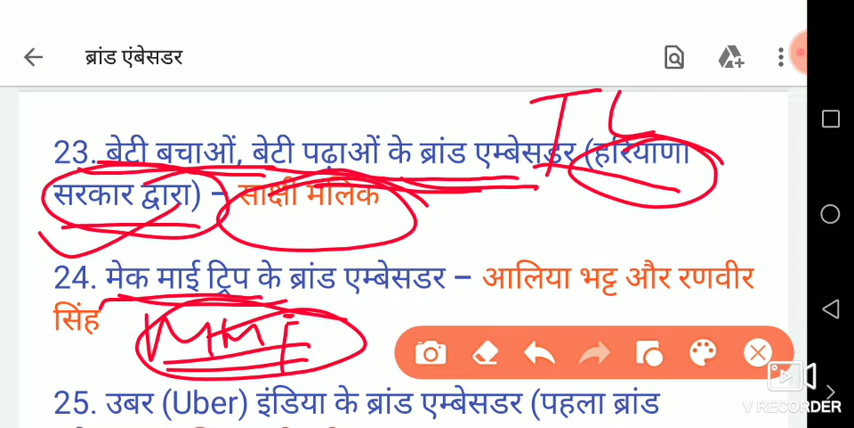 ब्रांड एंबेसडर
23. बेटी बचाओं, बेटी पढ़ाओं के ब्रांड एम्बेसडर (हरियाणा
सरकार द्वारा) – साक्षी मलिक
24. मेक माई ट्रिप के ब्रांड एम्बेसडर – आलिया भट्ट और रणवीर
सिंह
25. उबर (Uber) इंडिया के ब्रांड एम्बेसडर (पहला ब्रांड
V RECORDER